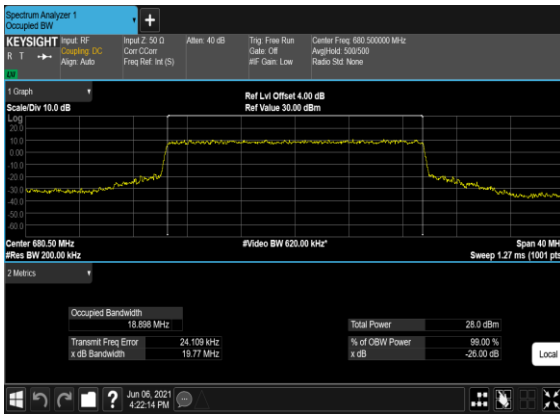 Spectrum Analyzer 1
Occupied BW
KEYSIGHT Input: RF Input Z: 50 Ω Atten: 40 dB Trig: Free Run Center Freq: 680.500000 MHz
R T Coupling: DC Corr CCorr Gate: Off Avg|Hold: 500/500
Align: Auto Freq Ref: Int (S) #IF Gain: Low Radio Std: None
1 Graph
Scale/Div 10.0 dB Ref Lvl Offset 4.00 dB
Ref Value 30.00 dBm
Log
20.0
10.0
0.00
-10.0
-20.0
-30.0
-40.0
-50.0
-60.0
Center 680.50 MHz #Video BW 620.00 kHz* Span 40 MH
#Res BW 200.00 kHz Sweep 1.27 ms (1001 pts
2 Metrics
Occupied Bandwidth
18.898 MHz Total Power 28.0 dBm
Transmit Freq Error 24.109 kHz % of OBW Power 99.00 %
x dB Bandwidth 19.77 MHz x dB -26.00 dB
Local
Jun 06, 2021
4:22:14 PM